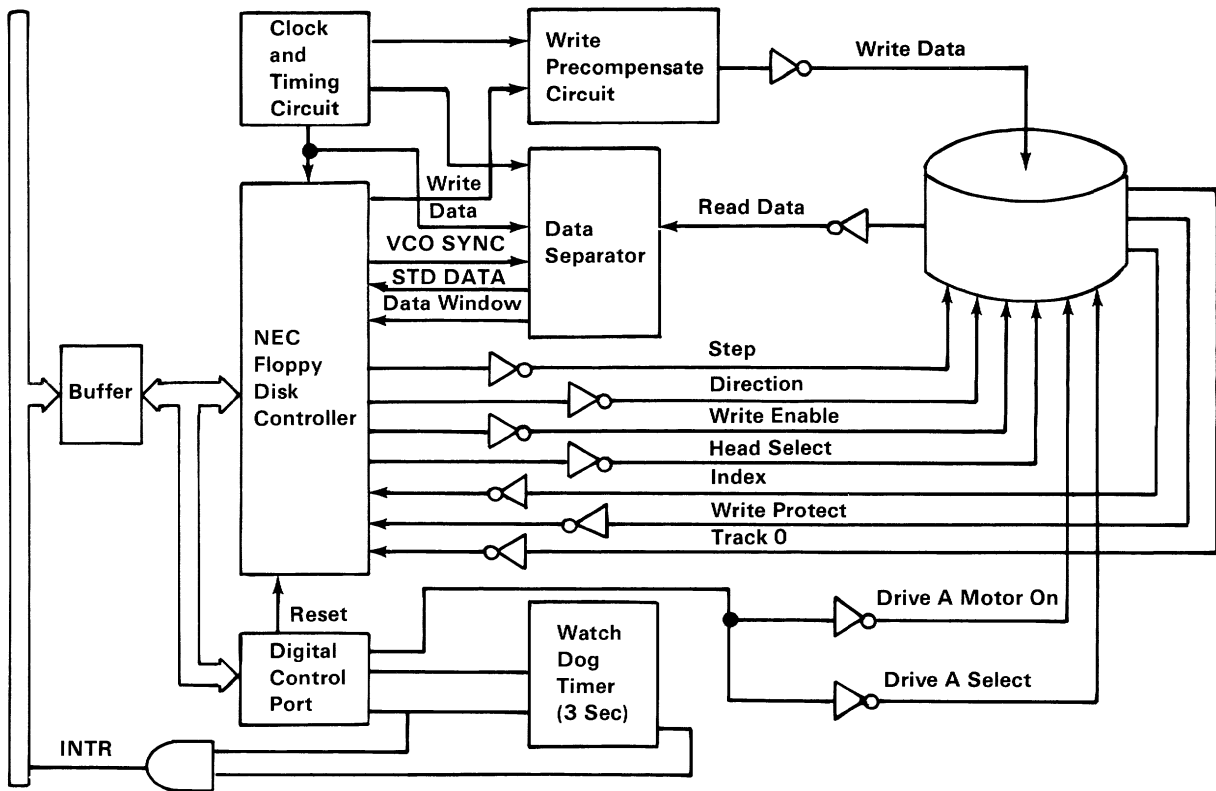 Clock
and
Timing
Circuit
Write
Precompensate
Circuit
Write Data
Write
Data
VCO SYNC
STD DATA
Data Window
Data
Separator
Read Data
NEC
Floppy
Disk
Controller
Buffer
Step
Direction
Write Enable
Head Select
Index
Write Protect
Track 0
Reset
Digital
Control
Port
Watch
Dog
Timer
(3 Sec)
Drive A Motor On
Drive A Select
INTR